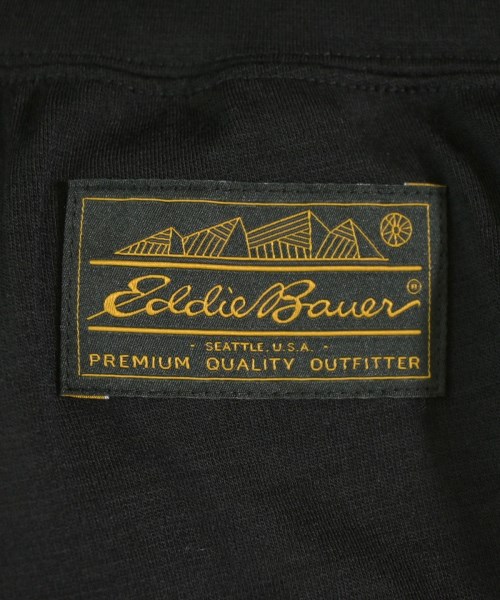 Eddie Bauer ®
- SEATTLE, U.S.A. -
PREMIUM QUALITY OUTFITTER